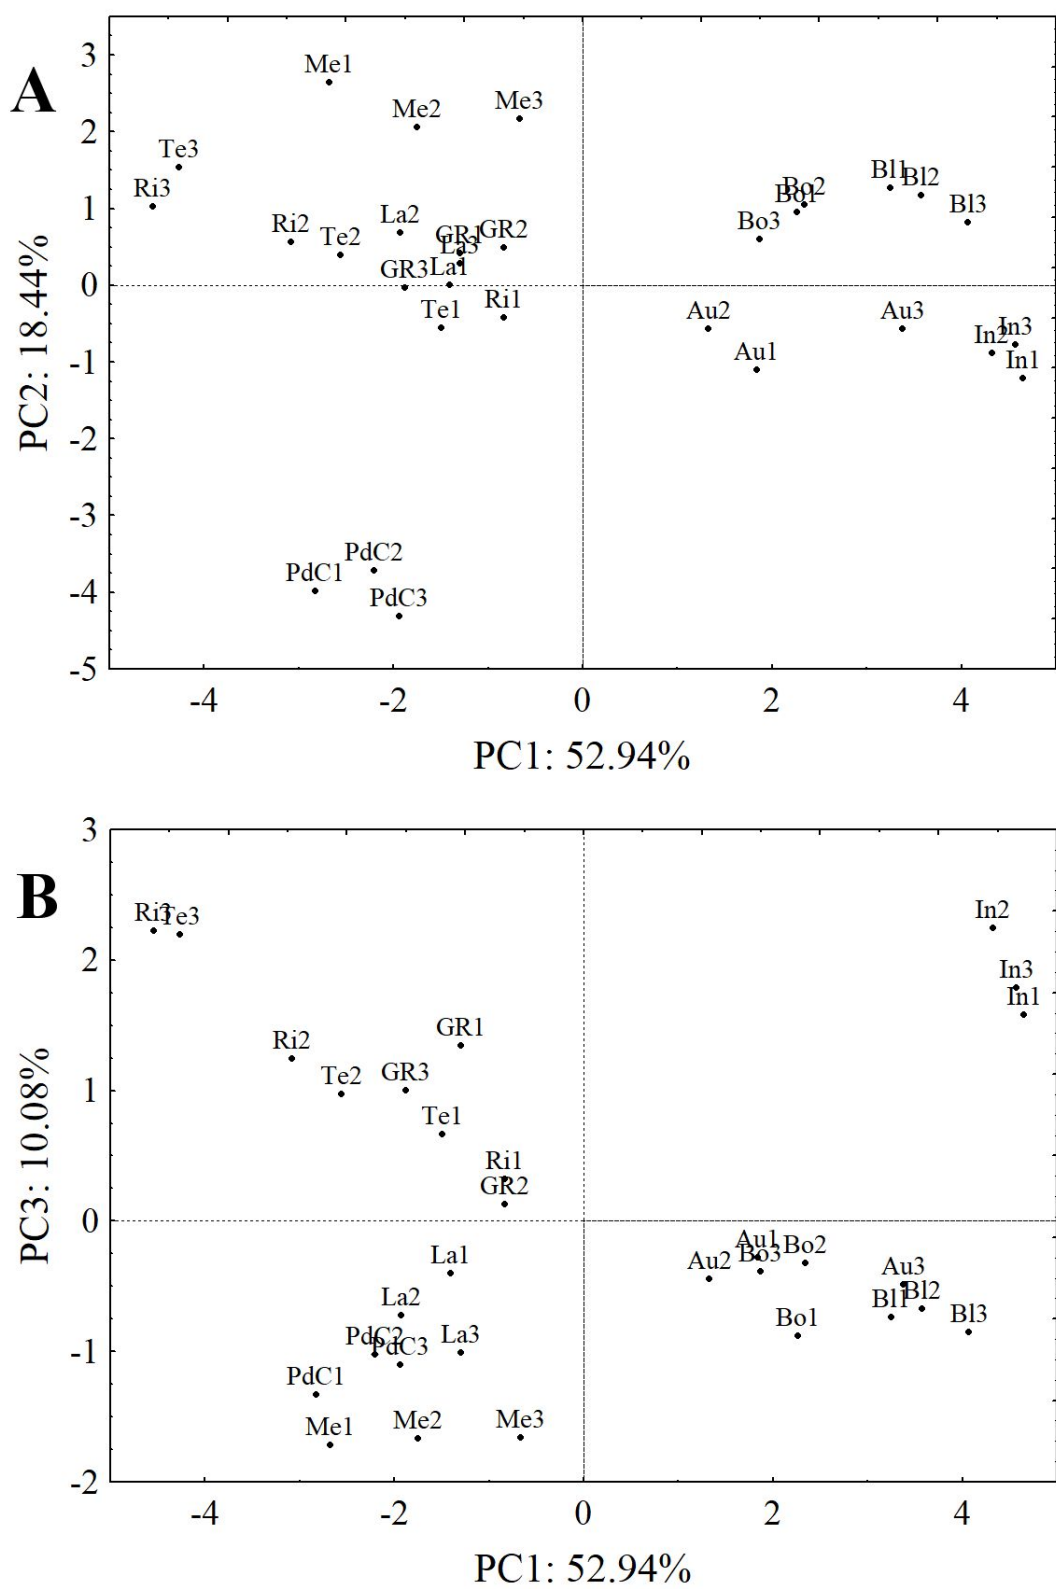 A
PC2: 18.44%
3
2
1
0
-1
-2
-3
-4
-5
Me1
Me2
Me3
Te3
Ri3
Ri2
Te2
La2
GR1
GR2
La3
GR3
La1
Te1
Ri1
Bo2
Bo1
Bo3
Bl1
Bl2
Bl3
Au2
Au3
Au1
In3
In2
In1
PdC2
PdC1
PdC3
-4
-2
0
2
4
PC1: 52.94%
B
PC3: 10.08%
3
2
1
0
-1
-2
Ri3
Te3
In2
In3
In1
GR1
Ri2
GR3
Te2
Te1
Ri1
GR2
La1
La2
La3
PdC2
PdC3
PdC1
Me1
Me2
Me3
Au1
Bo2
Bo3
Au2
Au3
Bl2
Bl1
Bl3
Bo1
-4
-2
0
2
4
PC1: 52.94%